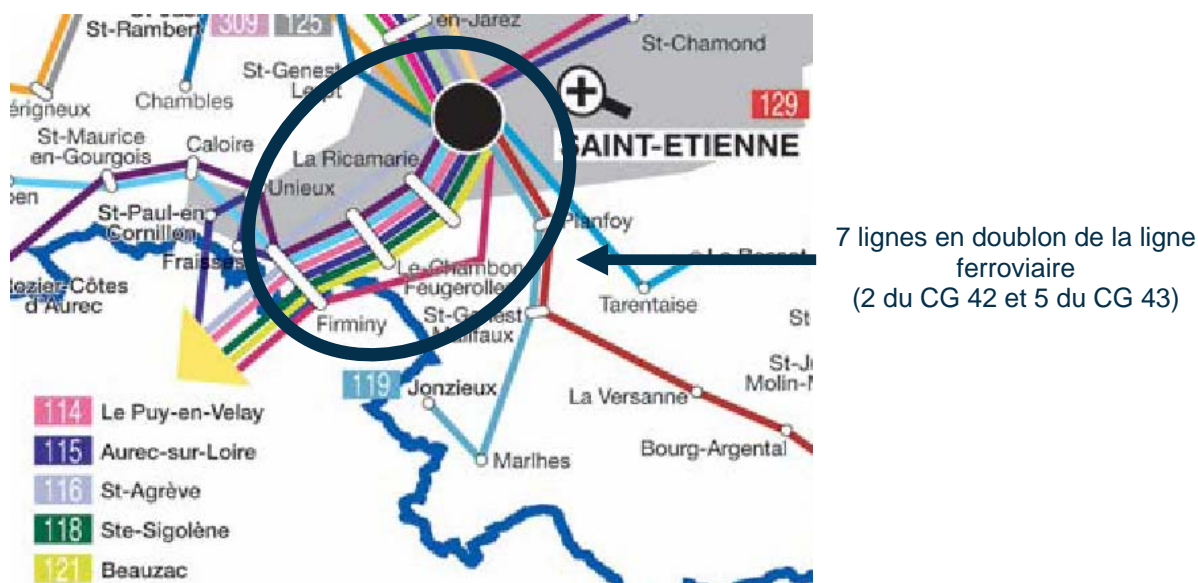 St-Rambert
309
125
en-Jarez
St-Chamond
St-Genest
Chambles
129
SAINT-ETIENNE
St-Maurice
en-Gourgois
Caloire
La Ricamarie
Unieux
St-Paul-en-
Cornillon
Planfoy
Fraisses
Le-Chambon
Feugerolles
d'Aurec
Tarentaise
Firminy
St-Genest
Malifaux
119
Jonzieux
La Versanne
Bourg-Argental
Marlhes
114 Le Puy-en-Velay
115 Aurec-sur-Loire
116 St-Agrève
118 Ste-Sigolène
121 Beauzac
7 lignes en doublon de la ligne
ferroviaire
(2 du CG 42 et 5 du CG 43)